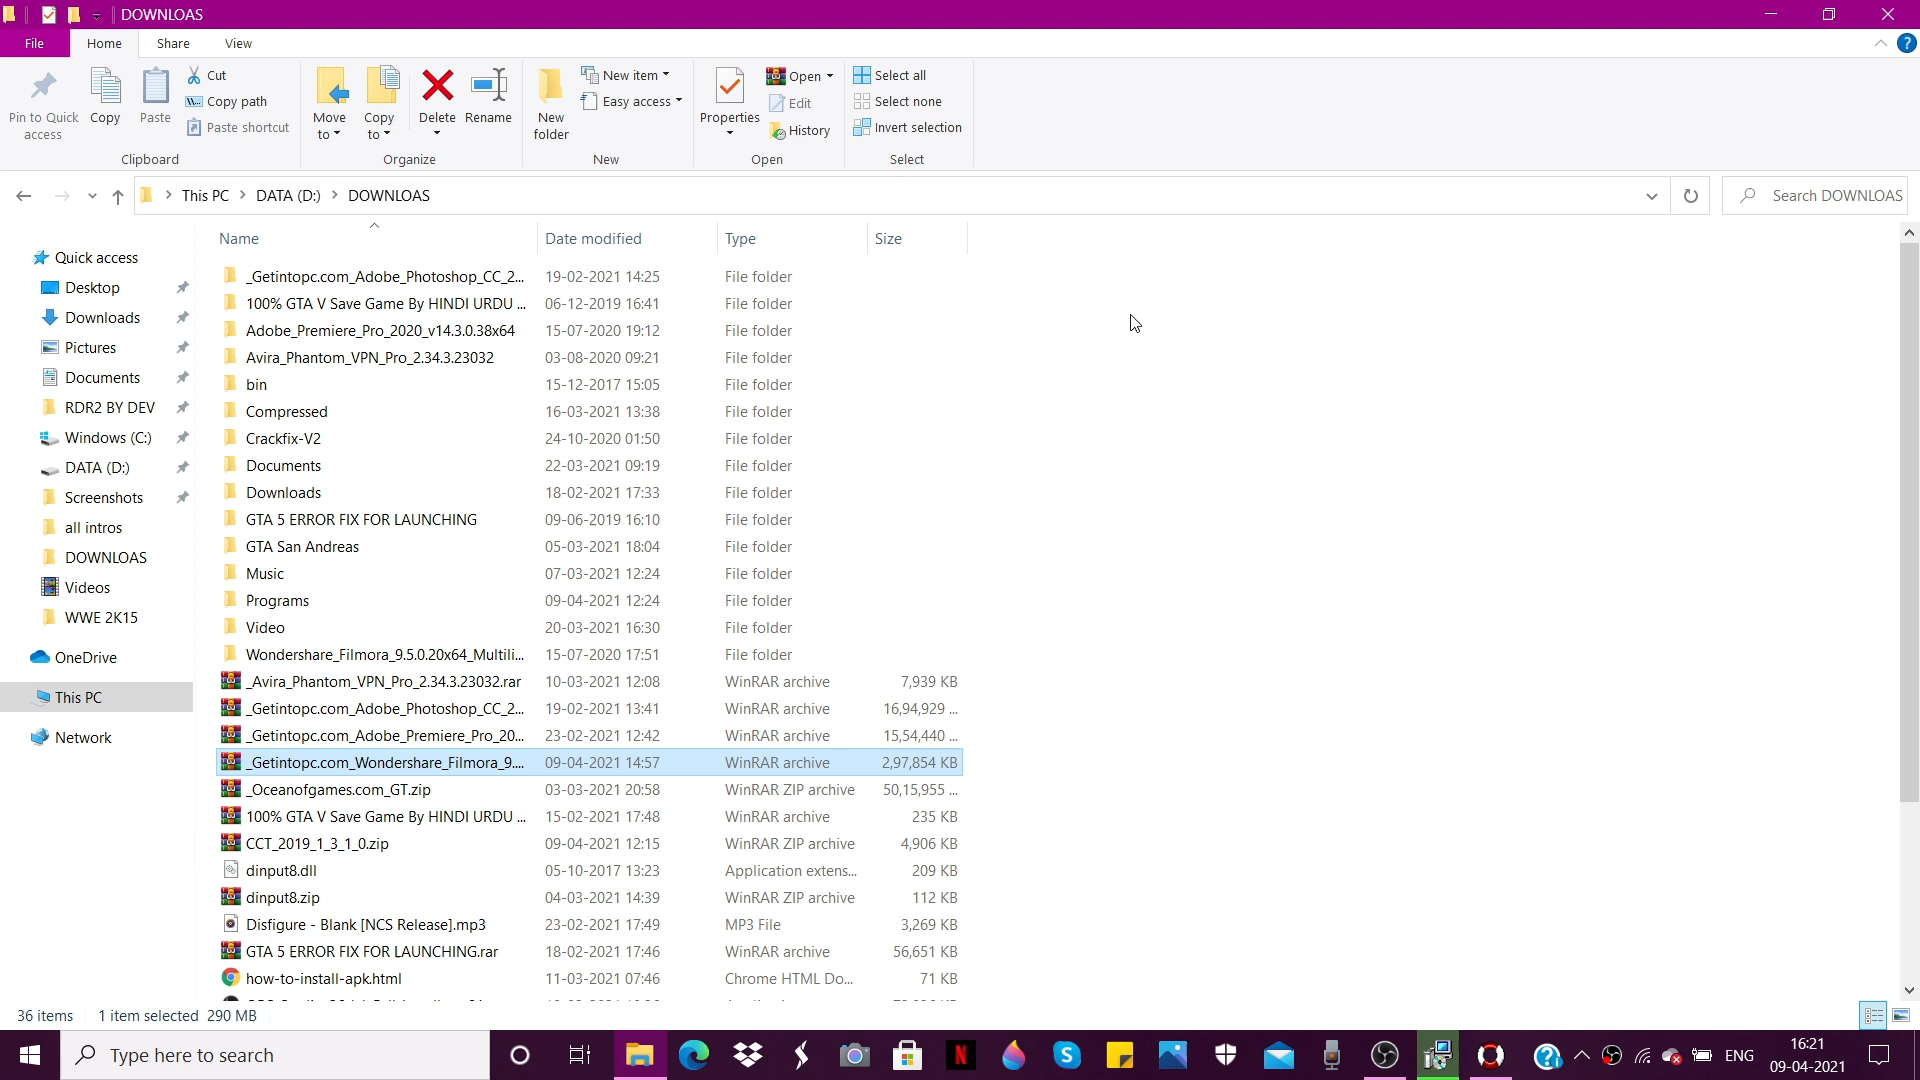 DOWNLOAS
File Home Share View
Pin to Quick access
Copy
Paste
Cut
Copy path
Paste shortcut
Clipboard
Move to
Copy to
Delete
Rename
Organize
New folder
New item
Easy access
New
Properties
Open
Edit
History
Open
Select all
Select none
Invert selection
Select
This PC > DATA (D:) > DOWNLOAS
Search DOWNLOAS
Quick access
Desktop
Downloads
Pictures
Documents
RDR2 BY DEV
Windows (C:)
DATA (D:)
Screenshots
all intros
DOWNLOAS
Videos
WWE 2K15
OneDrive
This PC
Network
Name Date modified Type Size
_Getintopc.com_Adobe_Photoshop_CC_2... 19-02-2021 14:25 File folder
100% GTA V Save Game By HINDI URDU ... 06-12-2019 16:41 File folder
Adobe_Premiere_Pro_2020_v14.3.0.38x64 15-07-2020 19:12 File folder
Avira_Phantom_VPN_Pro_2.34.3.23032 03-08-2020 09:21 File folder
bin 15-12-2017 15:05 File folder
Compressed 16-03-2021 13:38 File folder
Crackfix-V2 24-10-2020 01:50 File folder
Documents 22-03-2021 09:19 File folder
Downloads 18-02-2021 17:33 File folder
GTA 5 ERROR FIX FOR LAUNCHING 09-06-2019 16:10 File folder
GTA San Andreas 05-03-2021 18:04 File folder
Music 07-03-2021 12:24 File folder
Programs 09-04-2021 12:24 File folder
Video 20-03-2021 16:30 File folder
Wondershare_Filmora_9.5.0.20x64_Multili... 15-07-2020 17:51 File folder
_Avira_Phantom_VPN_Pro_2.34.3.23032.rar 10-03-2021 12:08 WinRAR archive 7,939 KB
_Getintopc.com_Adobe_Photoshop_CC_2... 19-02-2021 13:41 WinRAR archive 16,94,929 ...
_Getintopc.com_Adobe_Premiere_Pro_20... 23-02-2021 12:42 WinRAR archive 15,54,440 ...
_Getintopc.com_Wondershare_Filmora_9.... 09-04-2021 14:57 WinRAR archive 2,97,854 KB
_Oceanofgames.com_GT.zip 03-03-2021 20:58 WinRAR ZIP archive 50,15,955 ...
100% GTA V Save Game By HINDI URDU ... 15-02-2021 17:48 WinRAR archive 235 KB
CCT_2019_1_3_1_0.zip 09-04-2021 12:15 WinRAR ZIP archive 4,906 KB
dinput8.dll 05-10-2017 13:23 Application extens... 209 KB
dinput8.zip 04-03-2021 14:39 WinRAR ZIP archive 112 KB
Disfigure - Blank [NCS Release].mp3 23-02-2021 17:49 MP3 File 3,269 KB
GTA 5 ERROR FIX FOR LAUNCHING.rar 18-02-2021 17:46 WinRAR archive 56,651 KB
how-to-install-apk.html 11-03-2021 07:46 Chrome HTML Do... 71 KB
36 items 1 item selected 290 MB
Type here to search
ENG
16:21
09-04-2021